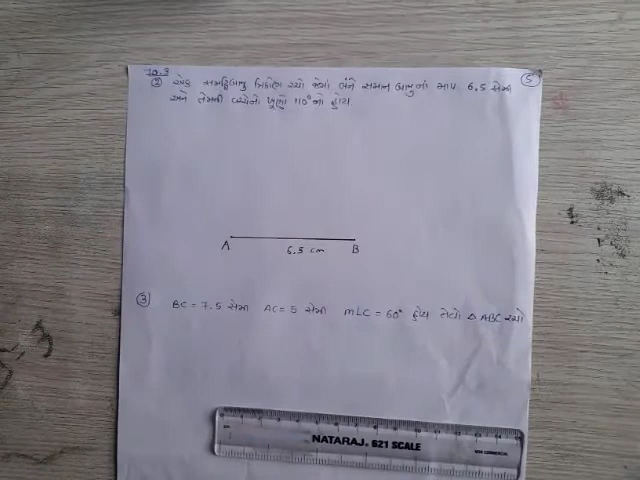 10.3 (5)
(2) એક સમદ્વિબાજુ ત્રિકોણ રચો જેમાં બંને સમાન બાજુનાં માપ 6.5 સેમી
અને તેમની વચ્ચેનો ખૂણો 110° નો હોય
A B
6.5 cm
(3) BC = 7.5 સેમી AC = 5 સેમી m∠C = 60° હોય તેવો △ ABC રચો
NATARAJ. 621 SCALE